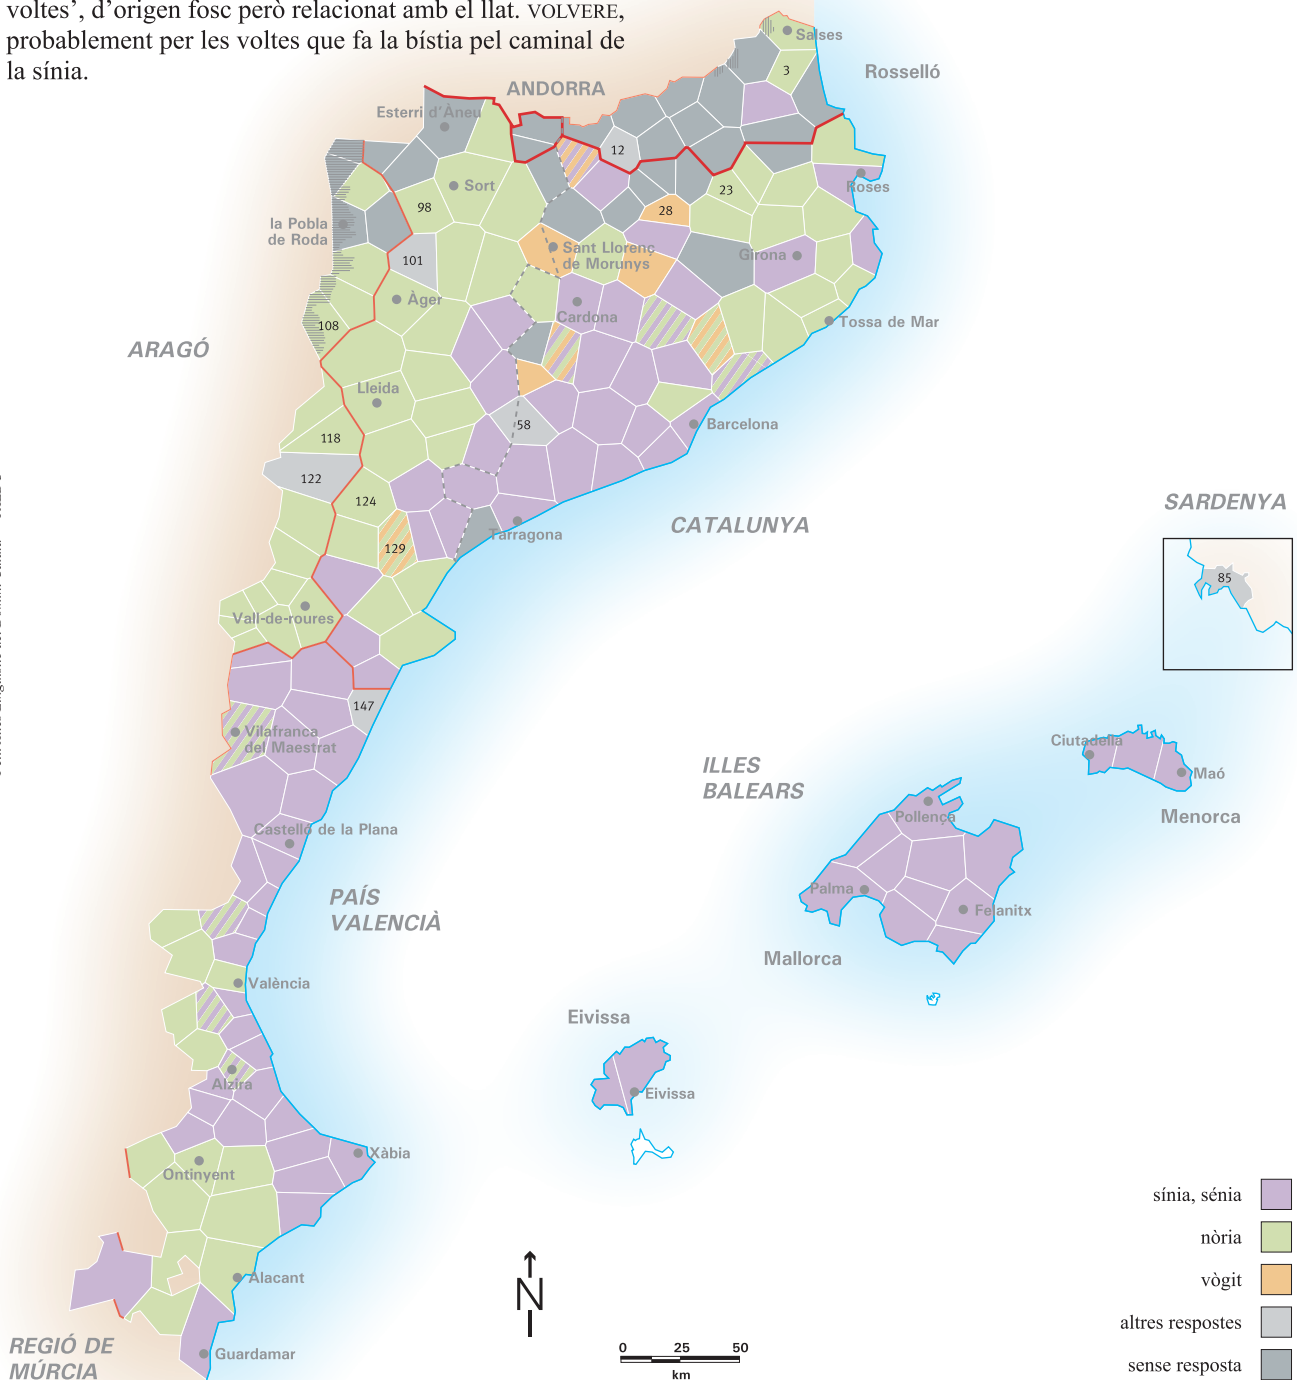 voltes’, d’origen fosc però relacionat amb el llat. VOLVERE,
probablement per les voltes que fa la bístia pel caminal de
la sínia.
Salses
Rosselló
3
ANDORRA
Esterri d’Àneu
12
Sort
Roses
23
98
28
la Pobla
de Roda
Sant Llorenç
de Morunys
Girona
101
Àger
Cardona
108
Tossa de Mar
ARAGÓ
Lleida
58
Barcelona
118
122
124
SARDENYA
CATALUNYA
Tarragona
129
85
Vall-de-roures
147
Vilafranca
del Maestrat
Ciutadella
ILLES
BALEARS
Maó
Menorca
Pollença
Castelló de la Plana
Palma
Felanitx
PAÍS
VALENCIÀ
Mallorca
València
Eivissa
Alzira
Eivissa
Xàbia
Ontinyent
Alacant
sínia, sénia
nòria
vògit
altres respostes
sense resposta
N
0 25 50
km
Guardamar
REGIÓ DE
MÚRCIA